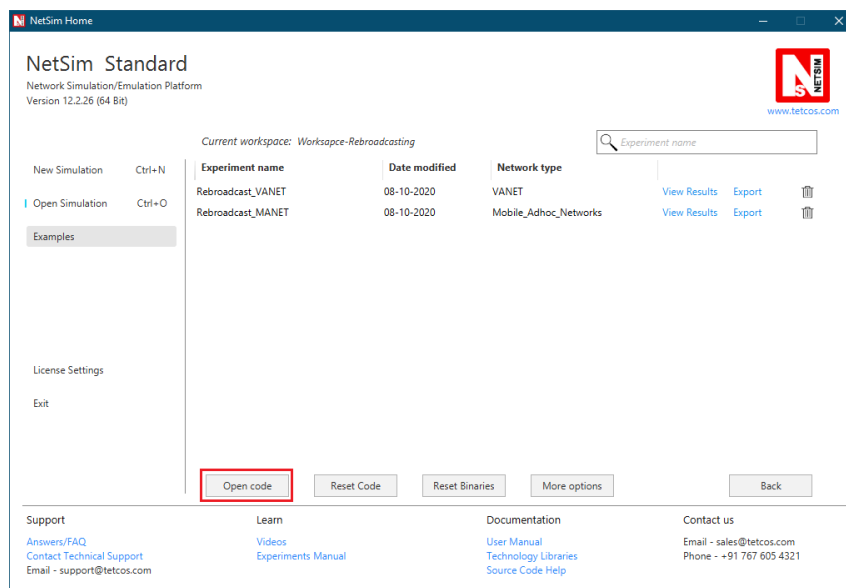 NetSim Home
NetSim Standard
Network Simulation/Emulation Platform
Version 12.2.26 (64 Bit)
NETSIM
www.tetcos.com
Current workspace: Worksapce-Rebroadcasting
Experiment name
New Simulation Ctrl+N
Open Simulation Ctrl+O
Examples
License Settings
Exit
Experiment name Date modified Network type
Rebroadcast_VANET 08-10-2020 VANET View Results Export
Rebroadcast_MANET 08-10-2020 Mobile_Adhoc_Networks View Results Export
Open code Reset Code Reset Binaries More options Back
Support
Answers/FAQ
Contact Technical Support
Email - support@tetcos.com
Learn
Videos
Experiments Manual
Documentation
User Manual
Technology Libraries
Source Code Help
Contact us
Email - sales@tetcos.com
Phone - +91 767 605 4321